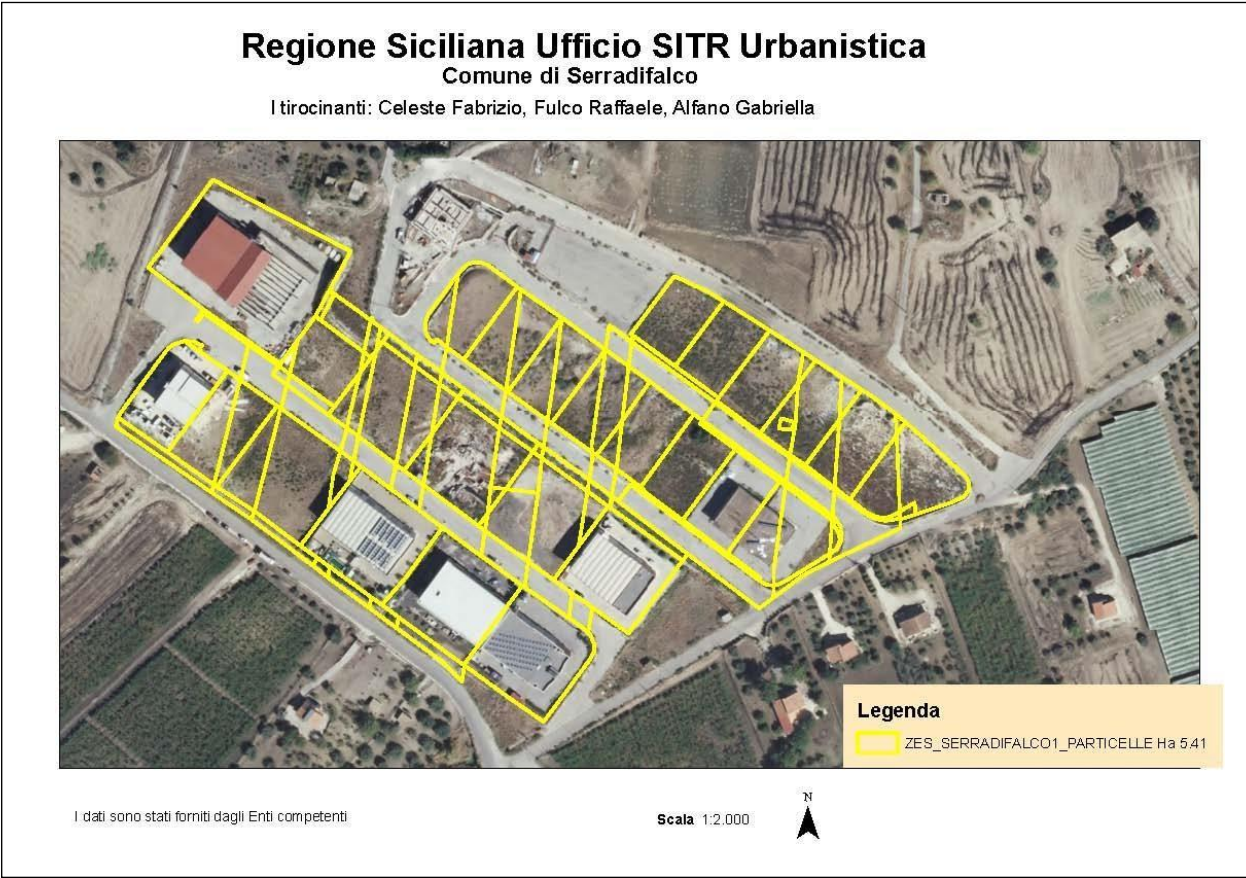 Regione Siciliana Ufficio SITR Urbanistica
Comune di Serradifalco
I tirocinanti: Celeste Fabrizio, Fulco Raffaele, Alfano Gabriella
Legenda
ZES_SERRADIFALCO1_PARTICELLE Ha 5,41
I dati sono stati forniti dagli Enti competenti
Scala 1:2.000
N